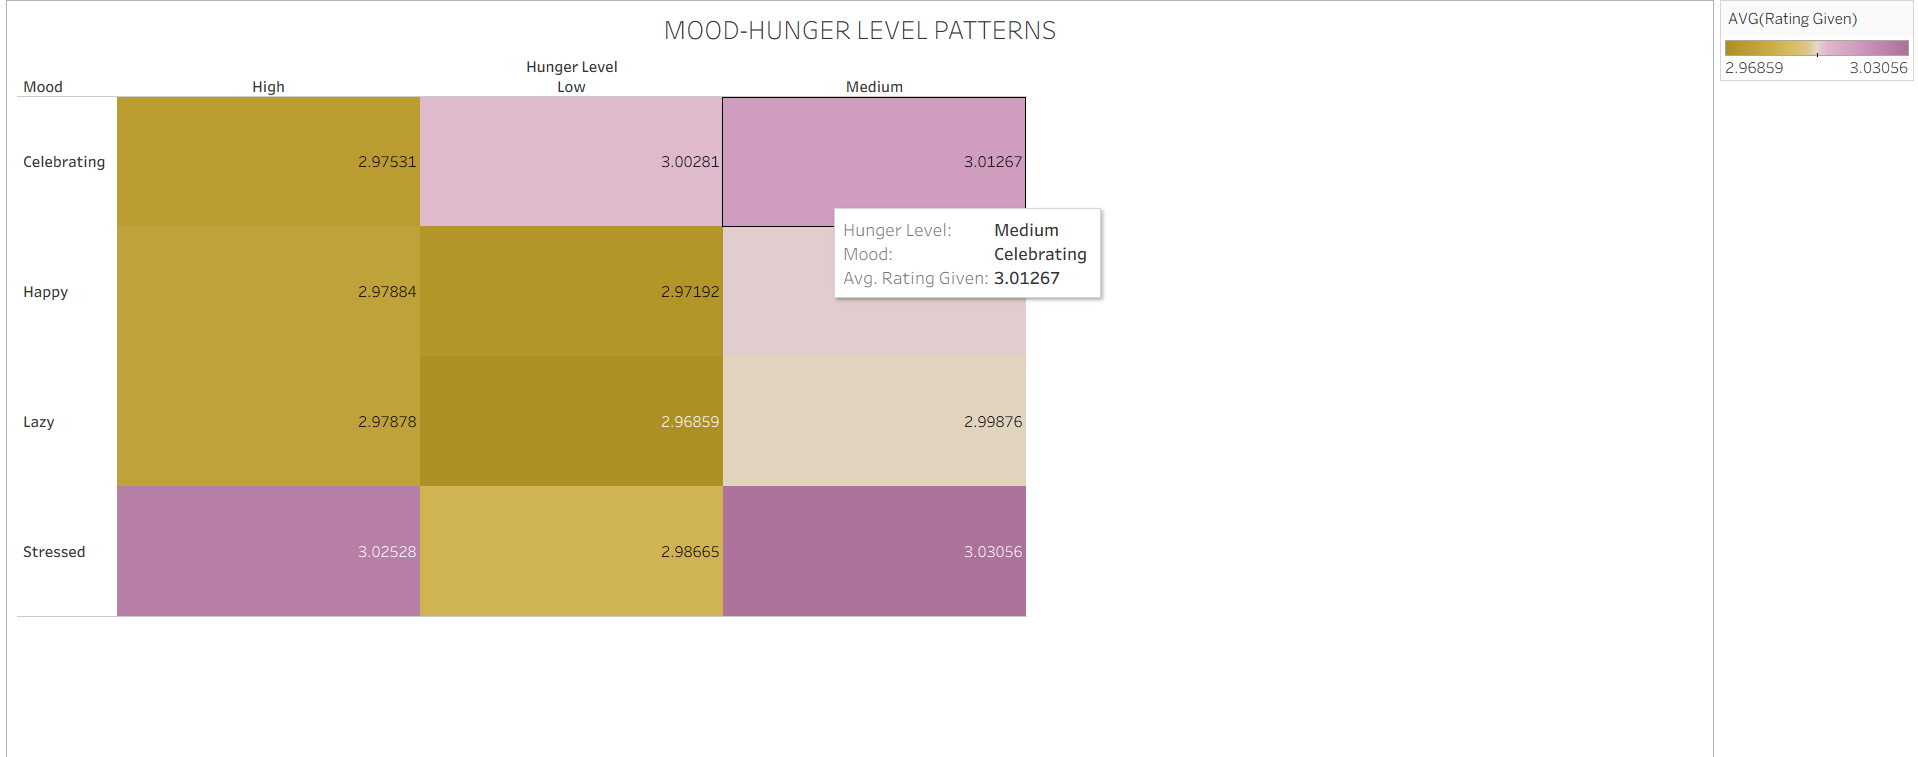 MOOD-HUNGER LEVEL PATTERNS
AVG(Rating Given)
2.96859 3.03056
Hunger Level
Mood High Low Medium
Celebrating 2.97531 3.00281 3.01267
Hunger Level: Medium
Mood: Celebrating
Avg. Rating Given: 3.01267
Happy 2.97884 2.97192
Lazy 2.97878 2.96859 2.99876
Stressed 3.02528 2.98665 3.03056